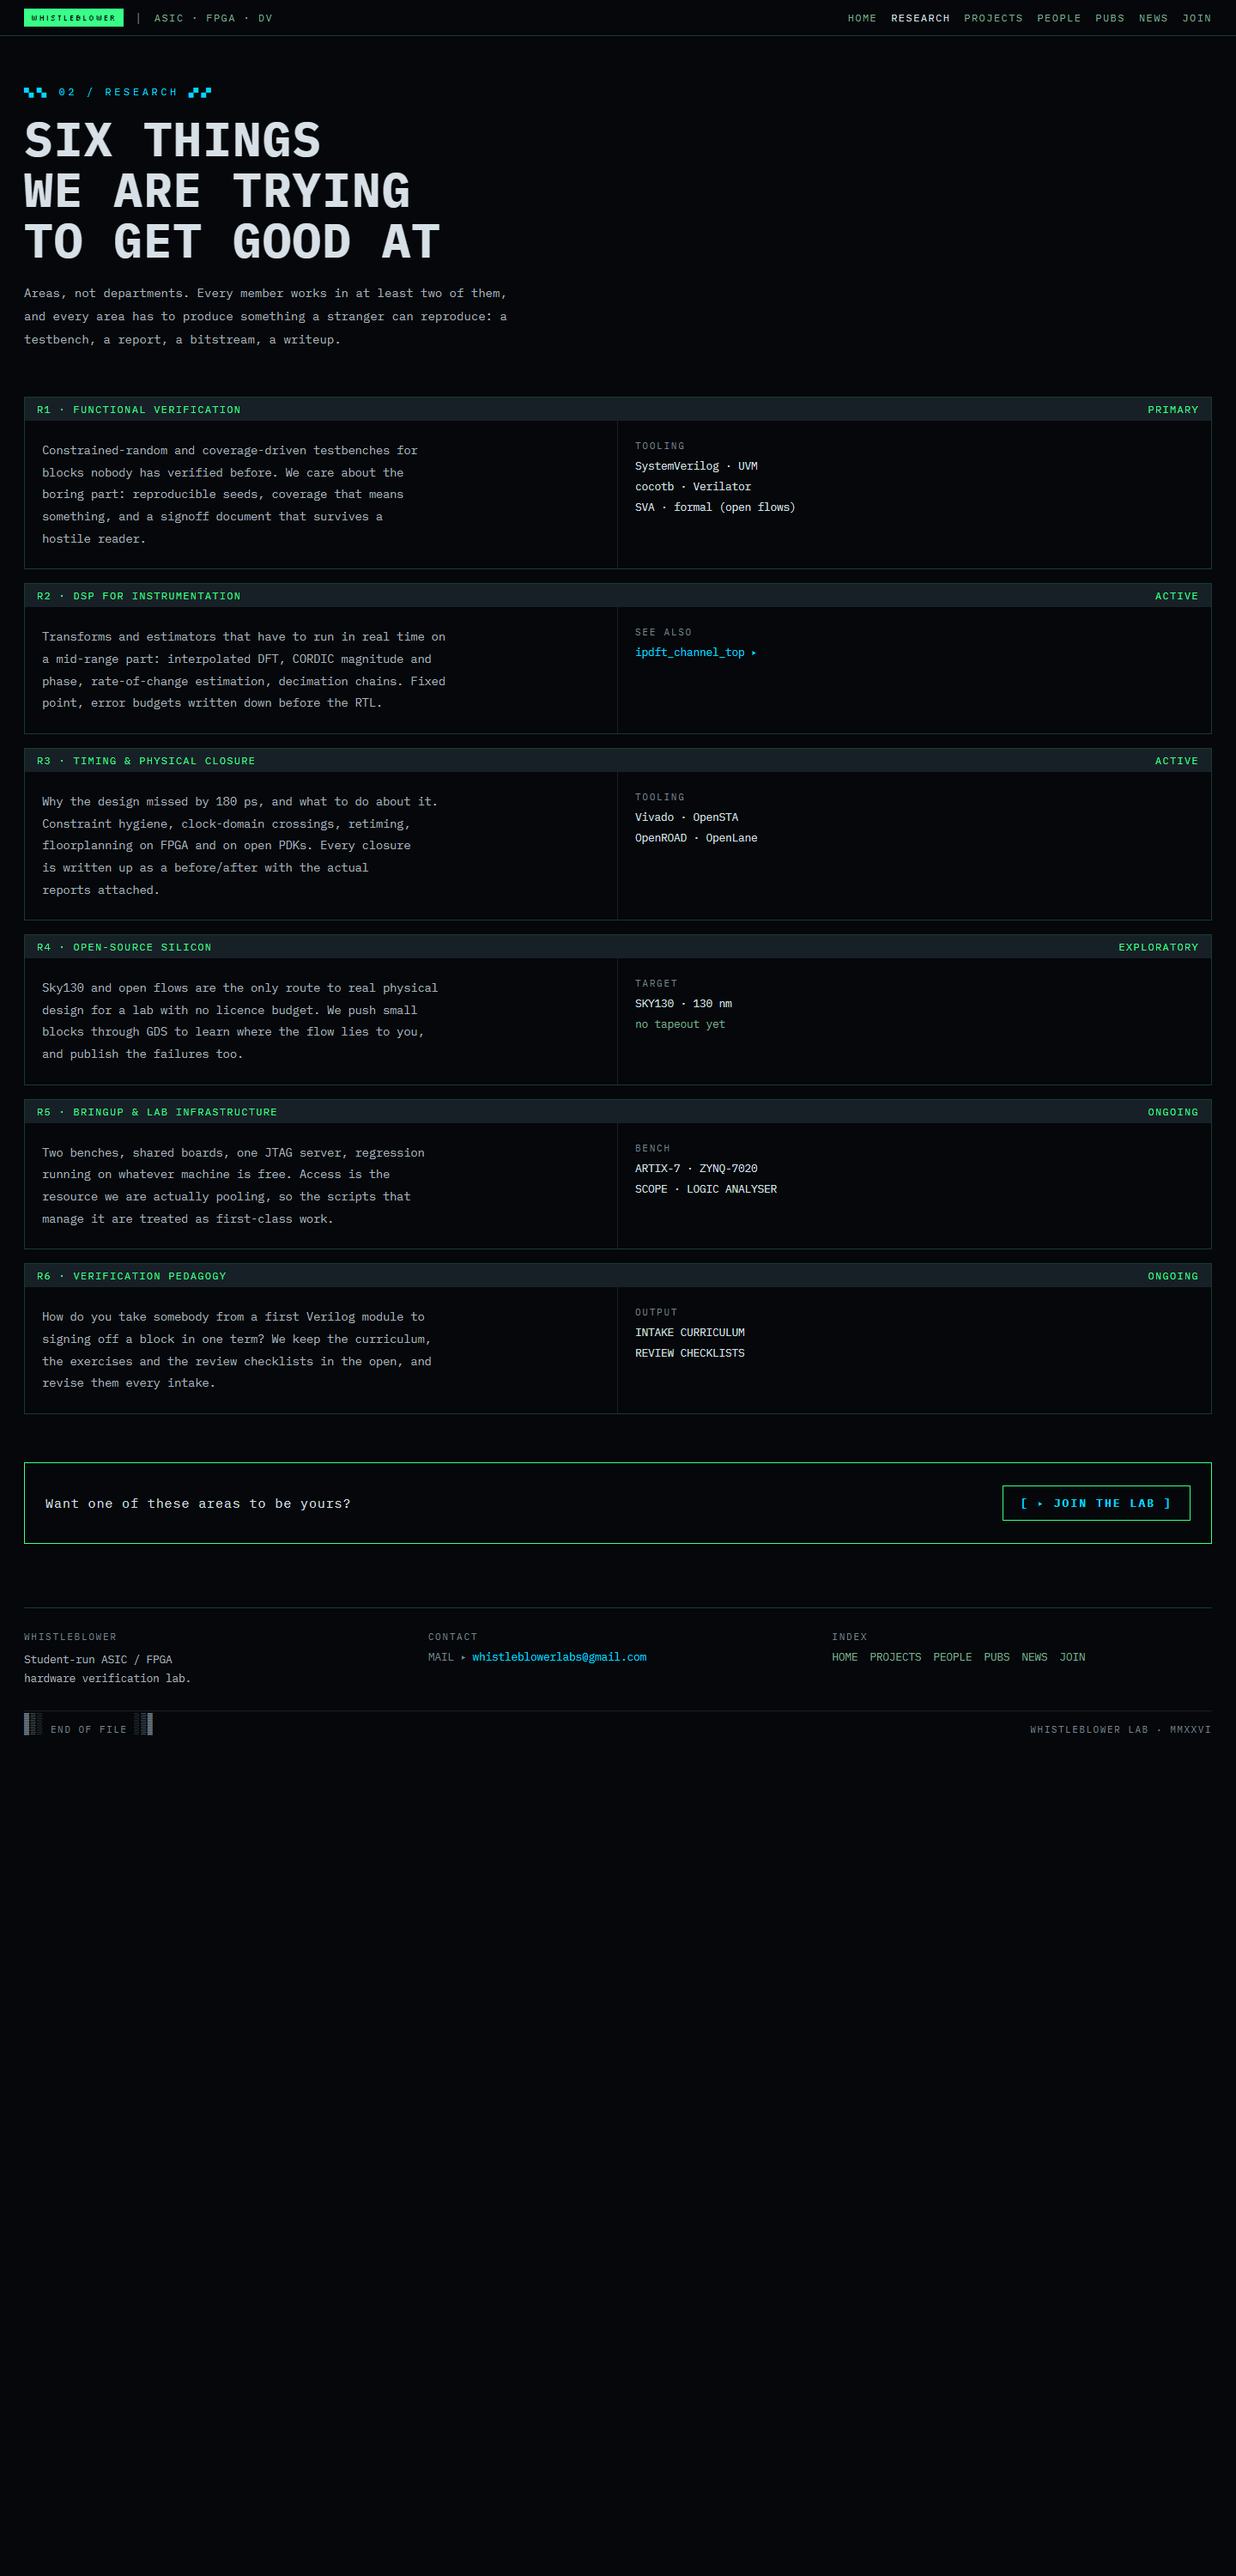 WHISTLEBLOWER | ASIC · FPGA · DV HOME RESEARCH PROJECTS PEOPLE PUBS NEWS JOIN
▚▚ 02 / RESEARCH ▞▞
SIX THINGS
WE ARE TRYING
TO GET GOOD AT
Areas, not departments. Every member works in at least two of them,
and every area has to produce something a stranger can reproduce: a
testbench, a report, a bitstream, a writeup.
R1 · FUNCTIONAL VERIFICATION PRIMARY
Constrained-random and coverage-driven testbenches for
blocks nobody has verified before. We care about the
boring part: reproducible seeds, coverage that means
something, and a signoff document that survives a
hostile reader.
TOOLING
SystemVerilog · UVM
cocotb · Verilator
SVA · formal (open flows)
R2 · DSP FOR INSTRUMENTATION ACTIVE
Transforms and estimators that have to run in real time on
a mid-range part: interpolated DFT, CORDIC magnitude and
phase, rate-of-change estimation, decimation chains. Fixed
point, error budgets written down before the RTL.
SEE ALSO
ipdft_channel_top ▸
R3 · TIMING & PHYSICAL CLOSURE ACTIVE
Why the design missed by 180 ps, and what to do about it.
Constraint hygiene, clock-domain crossings, retiming,
floorplanning on FPGA and on open PDKs. Every closure
is written up as a before/after with the actual
reports attached.
TOOLING
Vivado · OpenSTA
OpenROAD · OpenLane
R4 · OPEN-SOURCE SILICON EXPLORATORY
Sky130 and open flows are the only route to real physical
design for a lab with no licence budget. We push small
blocks through GDS to learn where the flow lies to you,
and publish the failures too.
TARGET
SKY130 · 130 nm
no tapeout yet
R5 · BRINGUP & LAB INFRASTRUCTURE ONGOING
Two benches, shared boards, one JTAG server, regression
running on whatever machine is free. Access is the
resource we are actually pooling, so the scripts that
manage it are treated as first-class work.
BENCH
ARTIX-7 · ZYNQ-7020
SCOPE · LOGIC ANALYSER
R6 · VERIFICATION PEDAGOGY ONGOING
How do you take somebody from a first Verilog module to
signing off a block in one term? We keep the curriculum,
the exercises and the review checklists in the open, and
revise them every intake.
OUTPUT
INTAKE CURRICULUM
REVIEW CHECKLISTS
Want one of these areas to be yours? [ ▸ JOIN THE LAB ]
WHISTLEBLOWER
Student-run ASIC / FPGA
hardware verification lab.
CONTACT
MAIL ▸ whistleblowerlabs@gmail.com
INDEX
HOME PROJECTS PEOPLE PUBS NEWS JOIN
▓▒░ END OF FILE ░▒▓ WHISTLEBLOWER LAB · MMXXVI